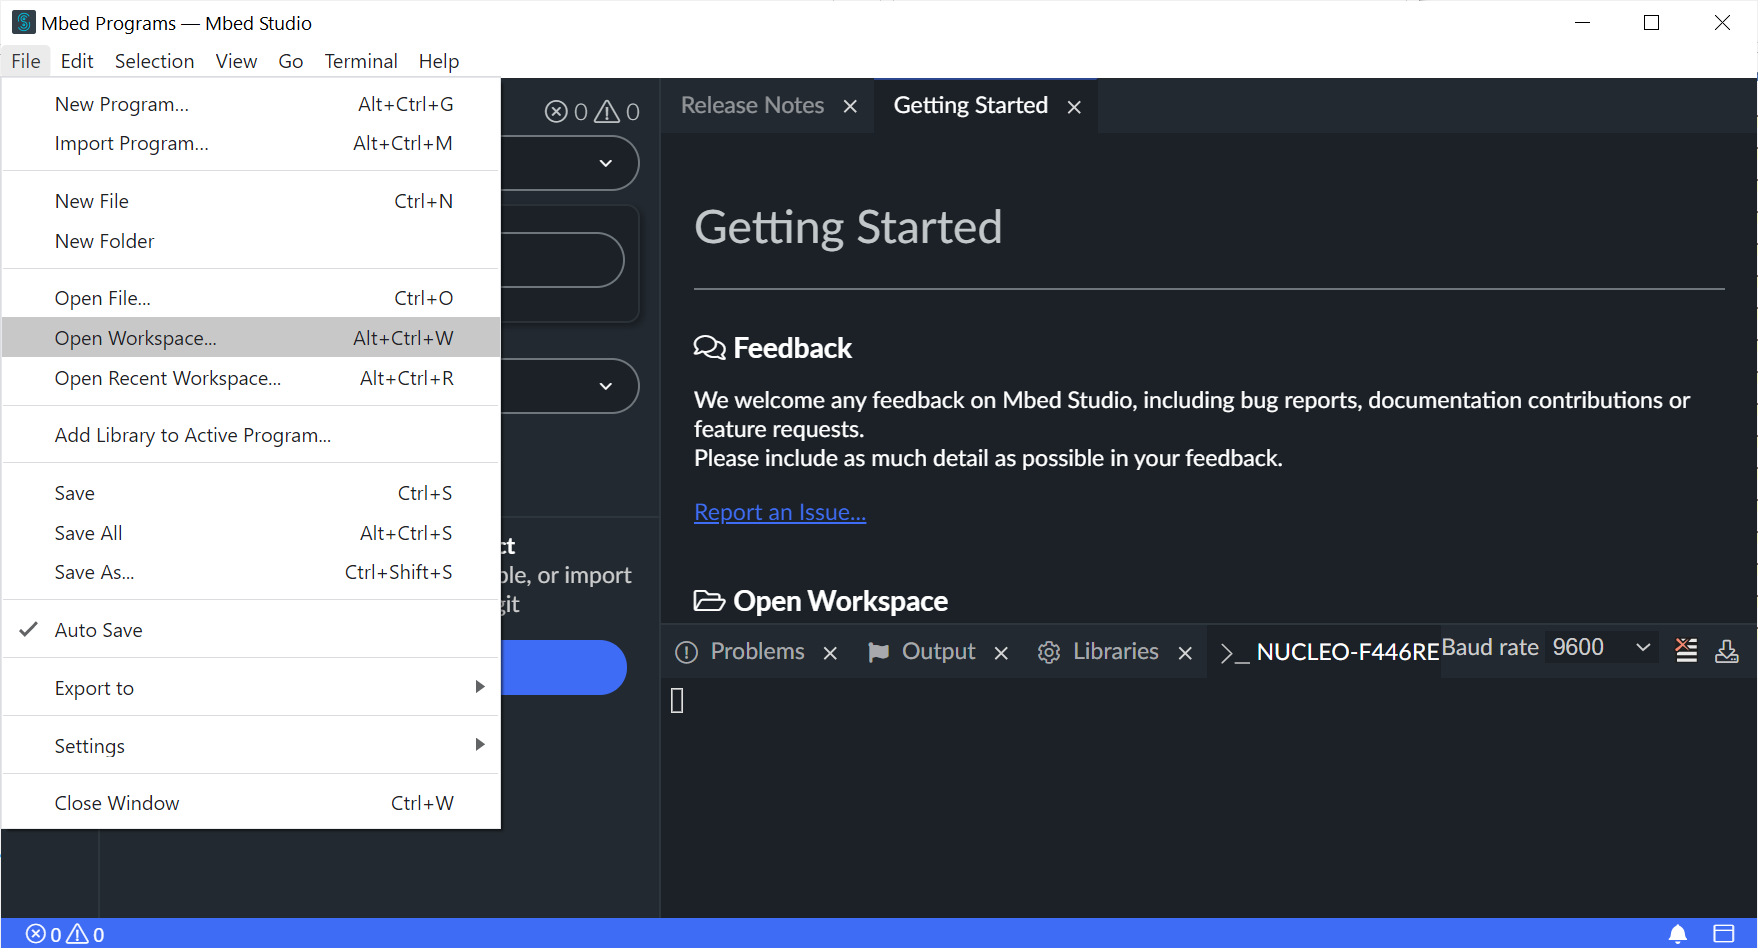 Mbed Programs — Mbed Studio
File Edit Selection View Go Terminal Help
New Program... Alt+Ctrl+G
Import Program... Alt+Ctrl+M
New File Ctrl+N
New Folder
Open File... Ctrl+O
Open Workspace... Alt+Ctrl+W
Open Recent Workspace... Alt+Ctrl+R
Add Library to Active Program...
Save Ctrl+S
Save All Alt+Ctrl+S
Save As... Ctrl+Shift+S
Auto Save
Export to
Settings
Close Window Ctrl+W
0 0
or import
Release Notes Getting Started
Getting Started
Feedback
We welcome any feedback on Mbed Studio, including bug reports, documentation contributions or
feature requests.
Please include as much detail as possible in your feedback.
Report an Issue...
Open Workspace
Problems Output Libraries >_ NUCLEO-F446RE Baud rate 9600
0 0